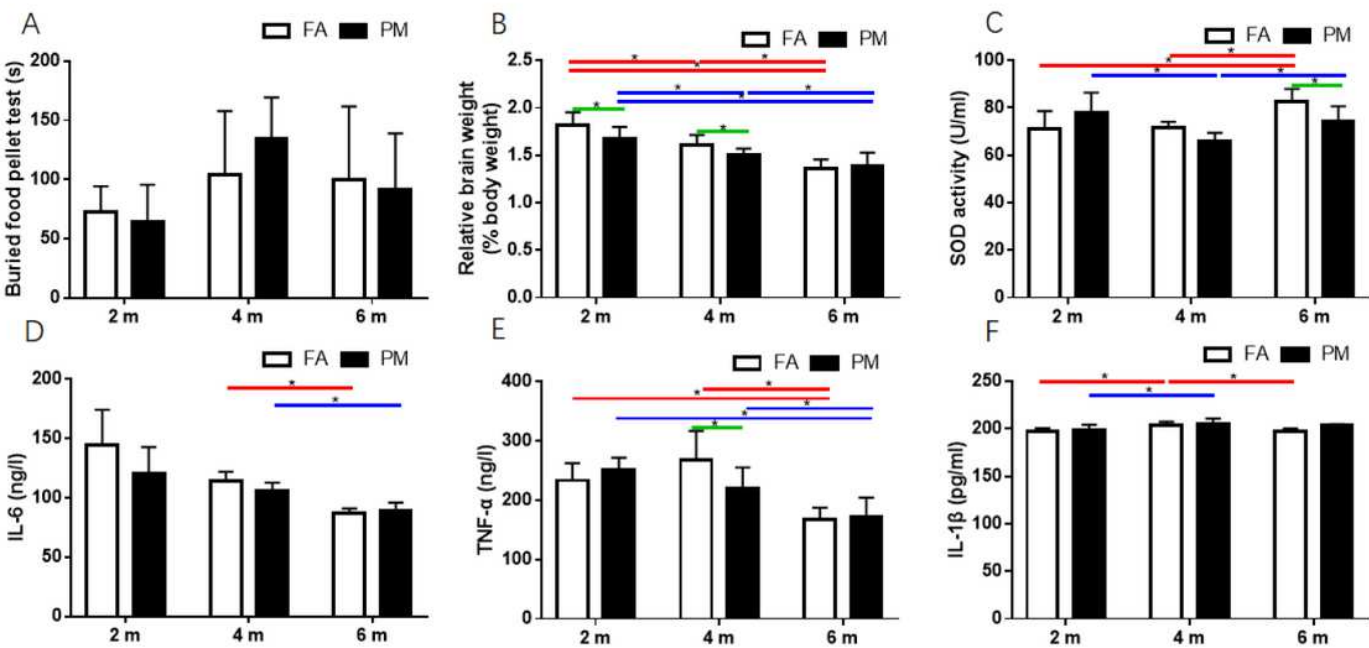 A
FA PM
Buried food pellet test (s)
200
150
100
50
0
2 m 4 m 6 m
B
FA PM
Relative brain weight
(% body weight)
2.5
2.0
1.5
1.0
0.5
0.0
* * *
* * *
* *
2 m 4 m 6 m
C
FA PM
SOD activity (U/ml)
100
80
60
40
20
0
* *
* *
*
2 m 4 m 6 m
D
FA PM
IL-6 (ng/l)
200
150
100
50
0
*
*
2 m 4 m 6 m
E
FA PM
TNF-α (ng/l)
400
300
200
100
0
*
*
*
*
*
2 m 4 m 6 m
F
FA PM
IL-1β (pg/ml)
250
200
150
100
50
0
* *
*
2 m 4 m 6 m